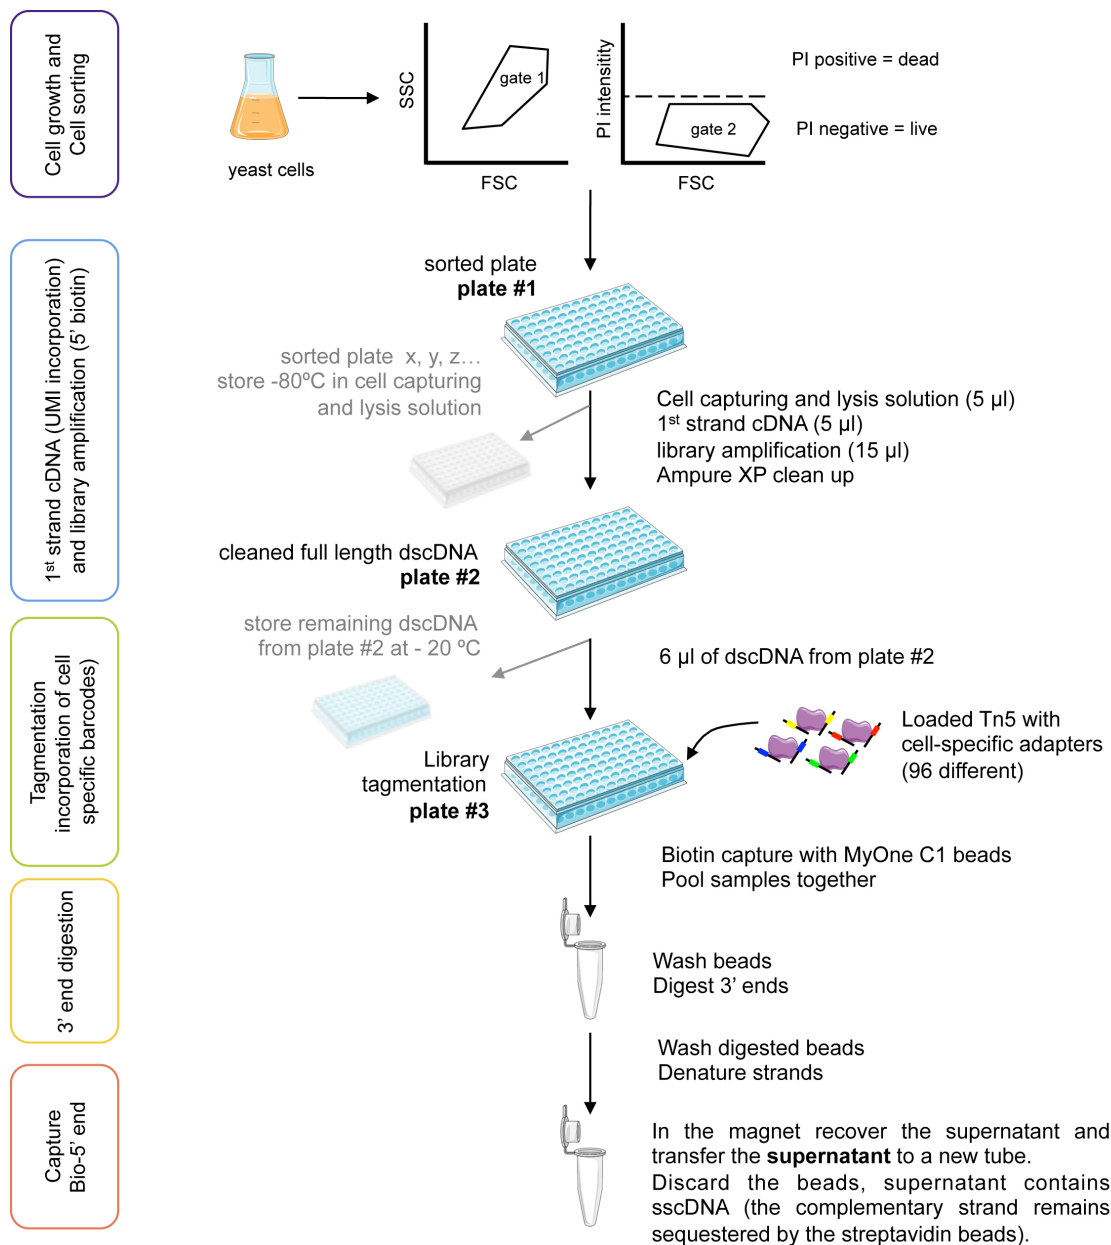 Cell growth and
Cell sorting
yeast cells
SSC
gate 1
FSC
PI intensitity
gate 2
FSC
PI positive = dead
PI negative = live
1st strand cDNA (UMI incorporation)
and library amplification (5’ biotin)
sorted plate
plate #1
sorted plate x, y, z…
store -80ºC in cell capturing
and lysis solution
Cell capturing and lysis solution (5 µl)
1st strand cDNA (5 µl)
library amplification (15 µl)
Ampure XP clean up
cleaned full length dscDNA
plate #2
Tagmentation
incorporation of cell
specific barcodes)
store remaining dscDNA
from plate #2 at - 20 ºC
6 µl of dscDNA from plate #2
Loaded Tn5 with
cell-specific adapters
(96 different)
Library
tagmentation
plate #3
Biotin capture with MyOne C1 beads
Pool samples together
3’ end digestion
Wash beads
Digest 3’ ends
Wash digested beads
Denature strands
Capture
Bio-5’ end
In the magnet recover the supernatant and
transfer the supernatant to a new tube.
Discard the beads, supernatant contains
sscDNA (the complementary strand remains
sequestered by the streptavidin beads).